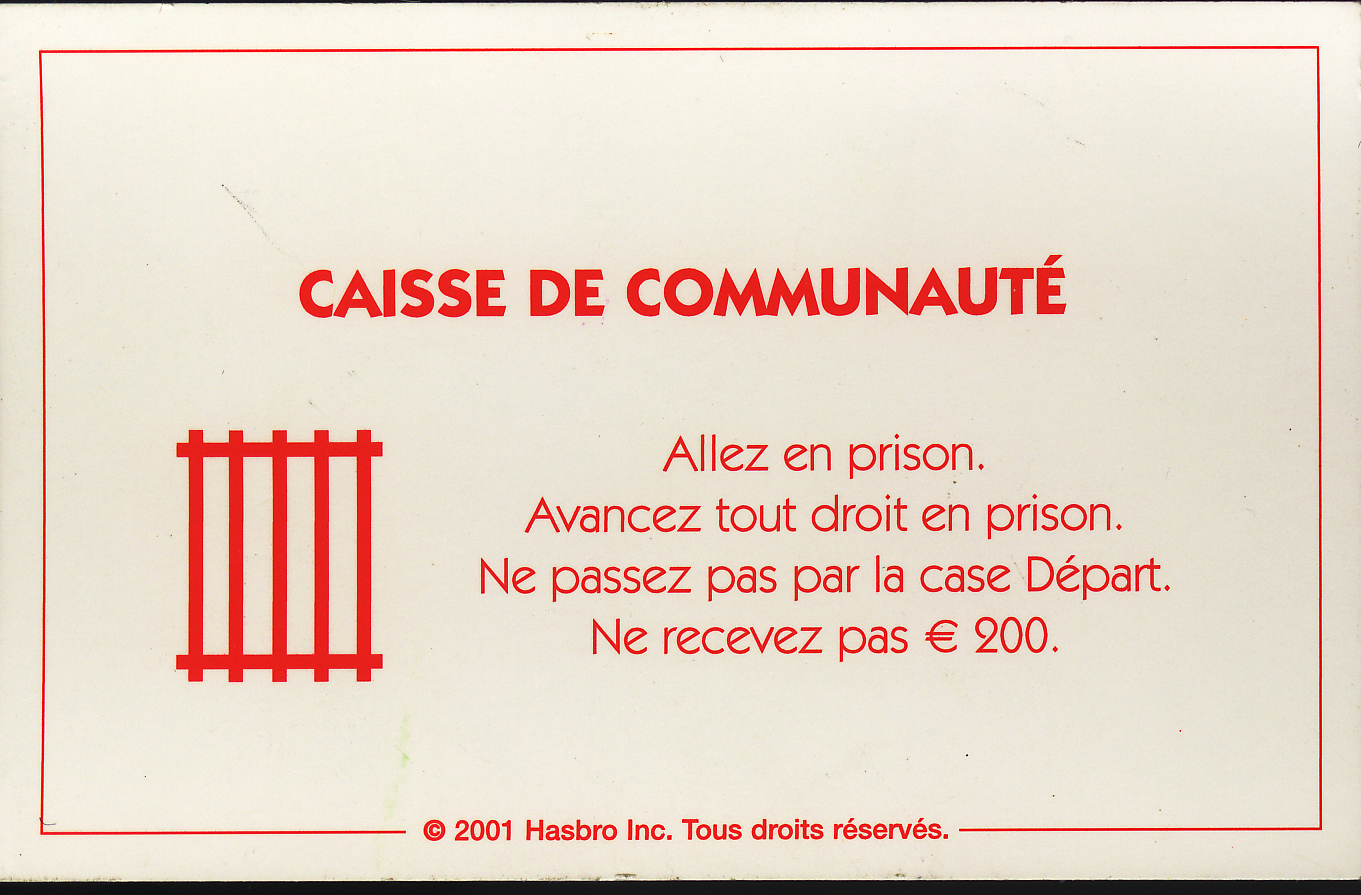 CAISSE DE COMMUNAUTÉ
Allez en prison.
Avancez tout droit en prison.
Ne passez pas par la case Départ.
Ne recevez pas € 200.
© 2001 Hasbro Inc. Tous droits réservés.